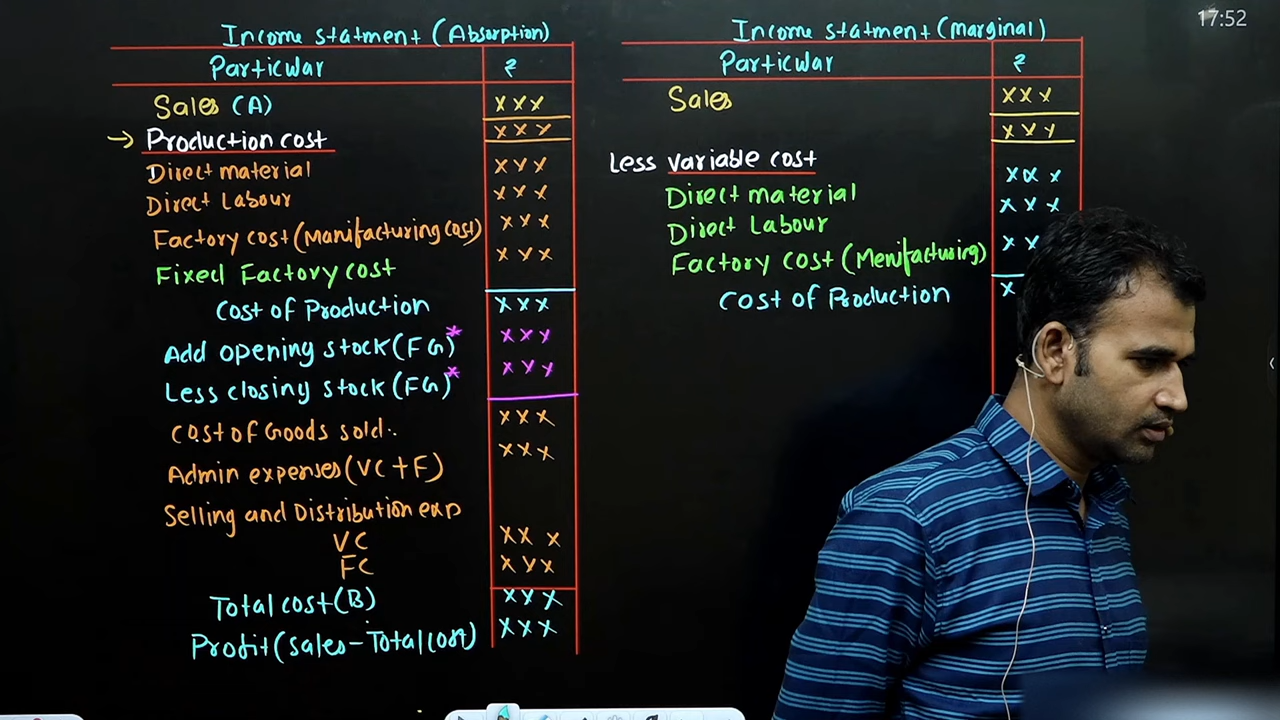 17:52
Income statment (Absorption)
Particular ₹
Sales (A) xxx
→ Production cost xxx
Direct material xxx
Direct Labour xxx
Factory cost (Manufacturing cost) xxx
Fixed Factory cost xxx
Cost of Production xxx
Add opening stock (FG)* xxx
Less closing stock (FG)* xxx
Cost of Goods sold.. xxx
Admin expenses (VC + F) xxx
Selling and Distribution exp
VC xxx
FC xxx
Total cost (B) xxx
Profit (Sales - Total cost) xxx
Income statment (marginal)
Particular ₹
Sales xxx
xxx
Less variable cost
Direct material xxx
Direct Labour xxx
Factory cost (Menifacturing) xx
Cost of Production x